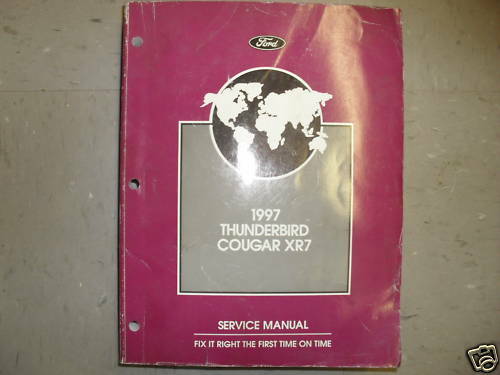 Ford
1997
THUNDERBIRD
COUGAR XR7
SERVICE MANUAL
FIX IT RIGHT THE FIRST TIME ON TIME